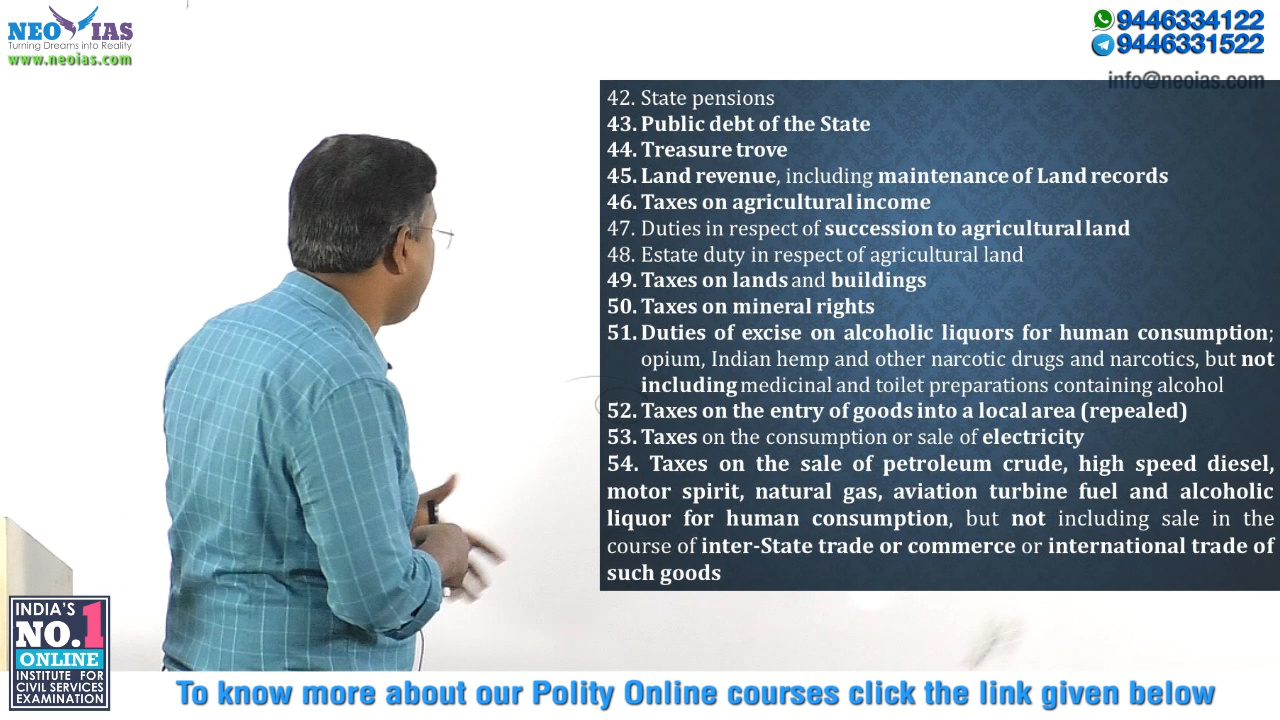 NEO IAS
Turning Dreams into Reality
www.neoias.com
9446334122
9446331522
info@neoias.com
42. State pensions
43. Public debt of the State
44. Treasure trove
45. Land revenue, including maintenance of Land records
46. Taxes on agricultural income
47. Duties in respect of succession to agricultural land
48. Estate duty in respect of agricultural land
49. Taxes on lands and buildings
50. Taxes on mineral rights
51. Duties of excise on alcoholic liquors for human consumption;
opium, Indian hemp and other narcotic drugs and narcotics, but not
including medicinal and toilet preparations containing alcohol
52. Taxes on the entry of goods into a local area (repealed)
53. Taxes on the consumption or sale of electricity
54. Taxes on the sale of petroleum crude, high speed diesel,
motor spirit, natural gas, aviation turbine fuel and alcoholic
liquor for human consumption, but not including sale in the
course of inter-State trade or commerce or international trade of
such goods
INDIA'S
NO.1
ONLINE
INSTITUTE FOR
CIVIL SERVICES
EXAMINATION
To know more about our Polity Online courses click the link given below